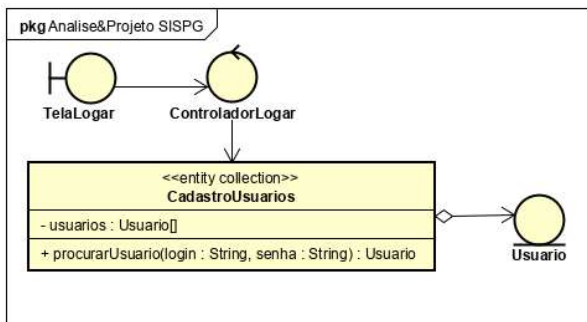 pkg Analise&Projeto SISPG
TelaLogar
ControladorLogar
<<entity collection>>
CadastroUsuarios
- usuarios : Usuario[]
+ procurarUsuario(login : String, senha : String) : Usuario
Usuario